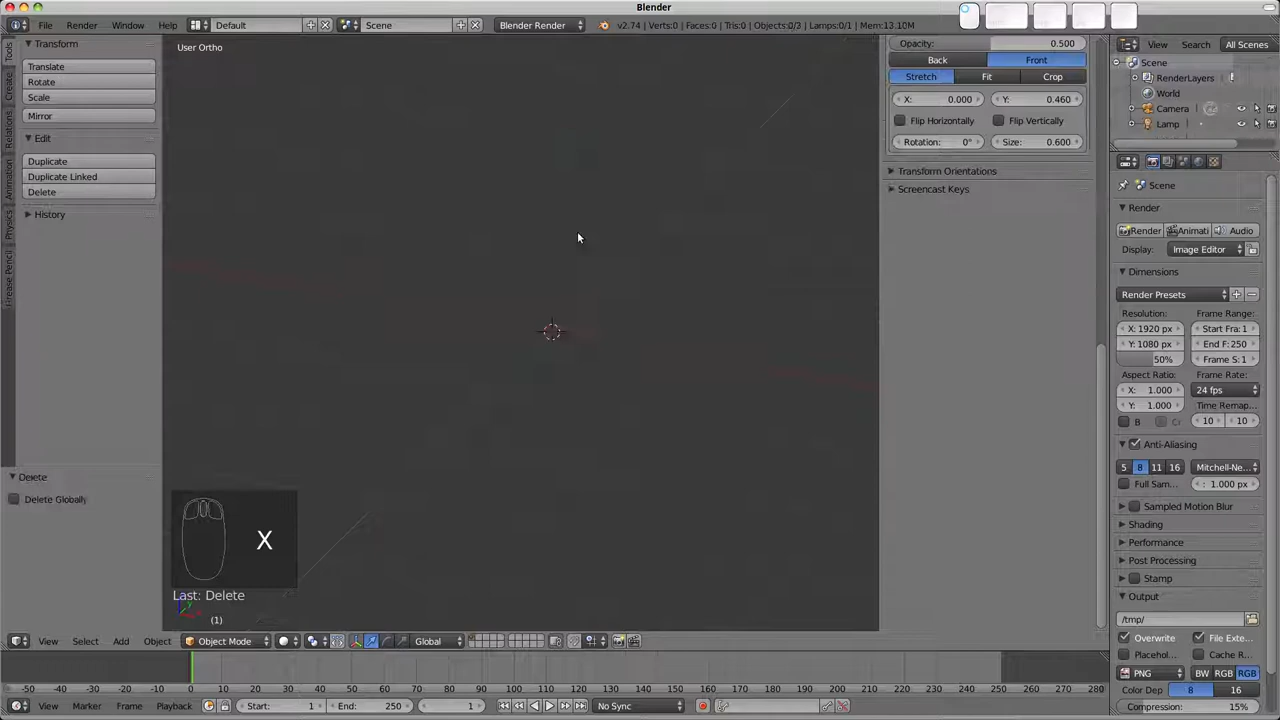 Blender
File Render Window Help Default Scene Blender Render v2.74 | Verts:0 | Faces:0 | Tris:0 | Objects:0/3 | Lamps:0/1 | Mem:13.10M
Tools
Create
Relations
Animation
Physics
Grease Pencil
Transform
Translate
Rotate
Scale
Mirror
Edit
Duplicate
Duplicate Linked
Delete
History
Delete
Delete Globally
User Ortho
X
Last: Delete
(1)
View Select Add Object Object Mode Global
Opacity: 0.500
Back Front
Stretch Fit Crop
X: 0.000 Y: 0.460
Flip Horizontally Flip Vertically
Rotation: 0° Size: 0.600
Transform Orientations
Screencast Keys
View Search All Scenes
Scene
RenderLayers
World
Camera
Lamp
Scene
Render
Render Animati Audio
Display: Image Editor
Dimensions
Render Presets
Resolution: Frame Range:
X: 1920 px Start Fra: 1
Y: 1080 px End F: 250
50% Frame S: 1
Aspect Ratio: Frame Rate:
X: 1.000 24 fps
Y: 1.000 Time Remap...
B Cr 10 10
Anti-Aliasing
5 8 11 16 Mitchell-Ne...
Full Sam... : 1.000 px
Sampled Motion Blur
Shading
Performance
Post Processing
Stamp
Output
/tmp/
Overwrite File Exte...
Placehol... Cache R...
PNG BW RGB RGB
Color Dep 8 16
Compression: 15%
-50 -40 -30 -20 -10 0 10 20 30 40 50 60 70 80 90 100 110 120 130 140 150 160 170 180 190 200 210 220 230 240 250 260 270 280
View Marker Frame Playback Start: 1 End: 250 1 No Sync